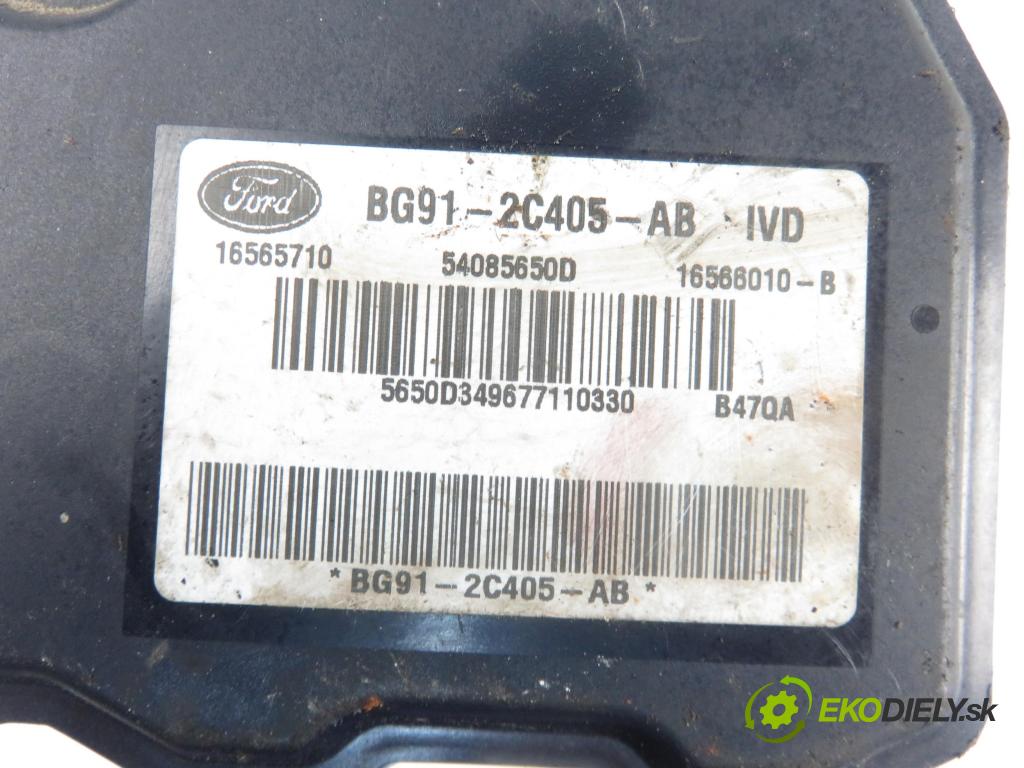 Ford BG91-2C405-AB IVD
16565710 54085650D 16566010-B
5650D349677110330 B47QA
*BG91-2C405-AB*
EKODIELY.sk